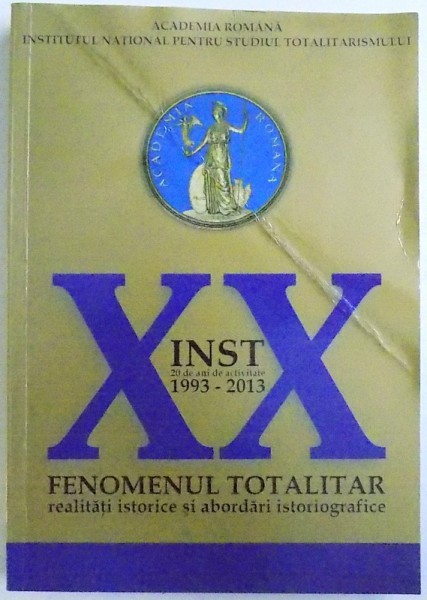 ACADEMIA ROMÂNĂ
INSTITUTUL NAȚIONAL PENTRU STUDIUL TOTALITARISMULUI
ACADEMIA ROMANA
XX
INST
20 de ani de activitate
1993 - 2013
FENOMENUL TOTALITAR
realități istorice și abordări istoriografice